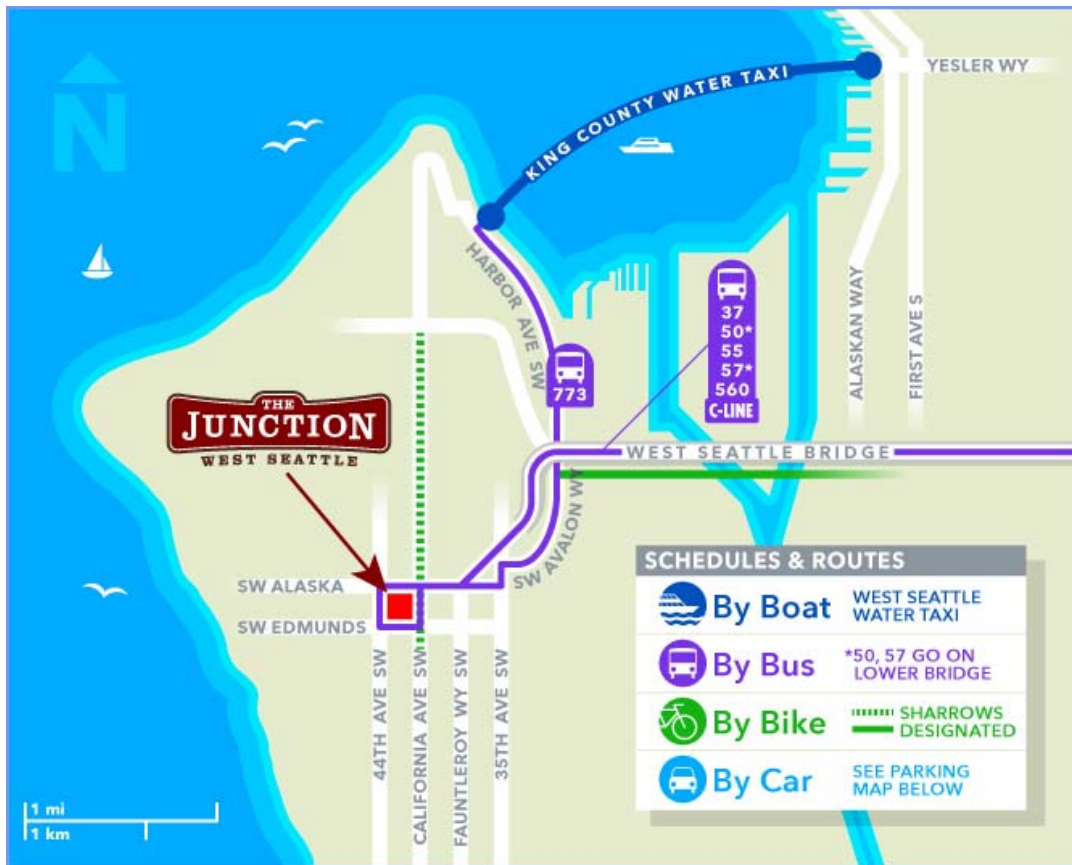 N
KING COUNTY WATER TAXI
YESLER WY
HARBOR AVE SW
773
37
50*
55
57*
560
C-LINE
ALASKAN WAY
FIRST AVE S
THE
JUNCTION
WEST SEATTLE
WEST SEATTLE BRIDGE
SW AVALON WY
SW ALASKA
SW EDMUNDS
44TH AVE SW
CALIFORNIA AVE SW
FAUNTLEROY WY SW
35TH AVE SW
SCHEDULES & ROUTES
By Boat
WEST SEATTLE
WATER TAXI
By Bus
*50, 57 GO ON
LOWER BRIDGE
By Bike
SHARROWS
DESIGNATED
By Car
SEE PARKING
MAP BELOW
1 mi
1 km